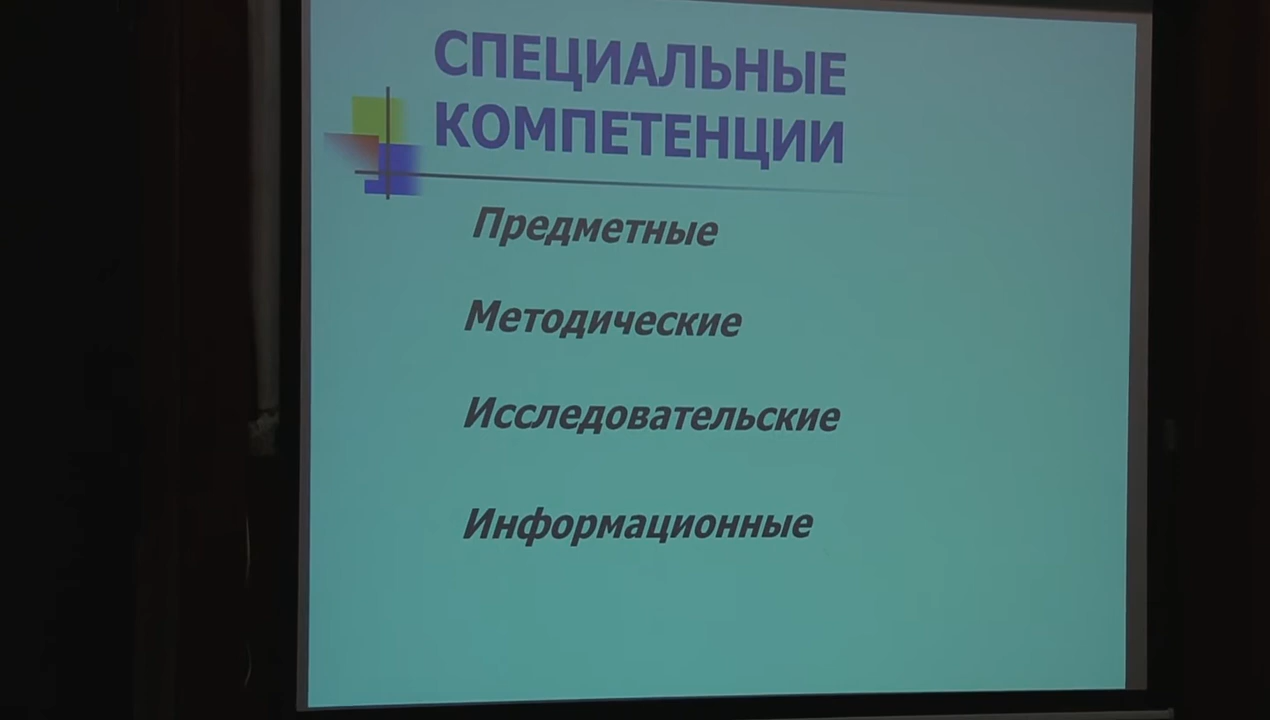 СПЕЦИАЛЬНЫЕ
КОМПЕТЕНЦИИ
Предметные
Методические
Исследовательские
Информационные